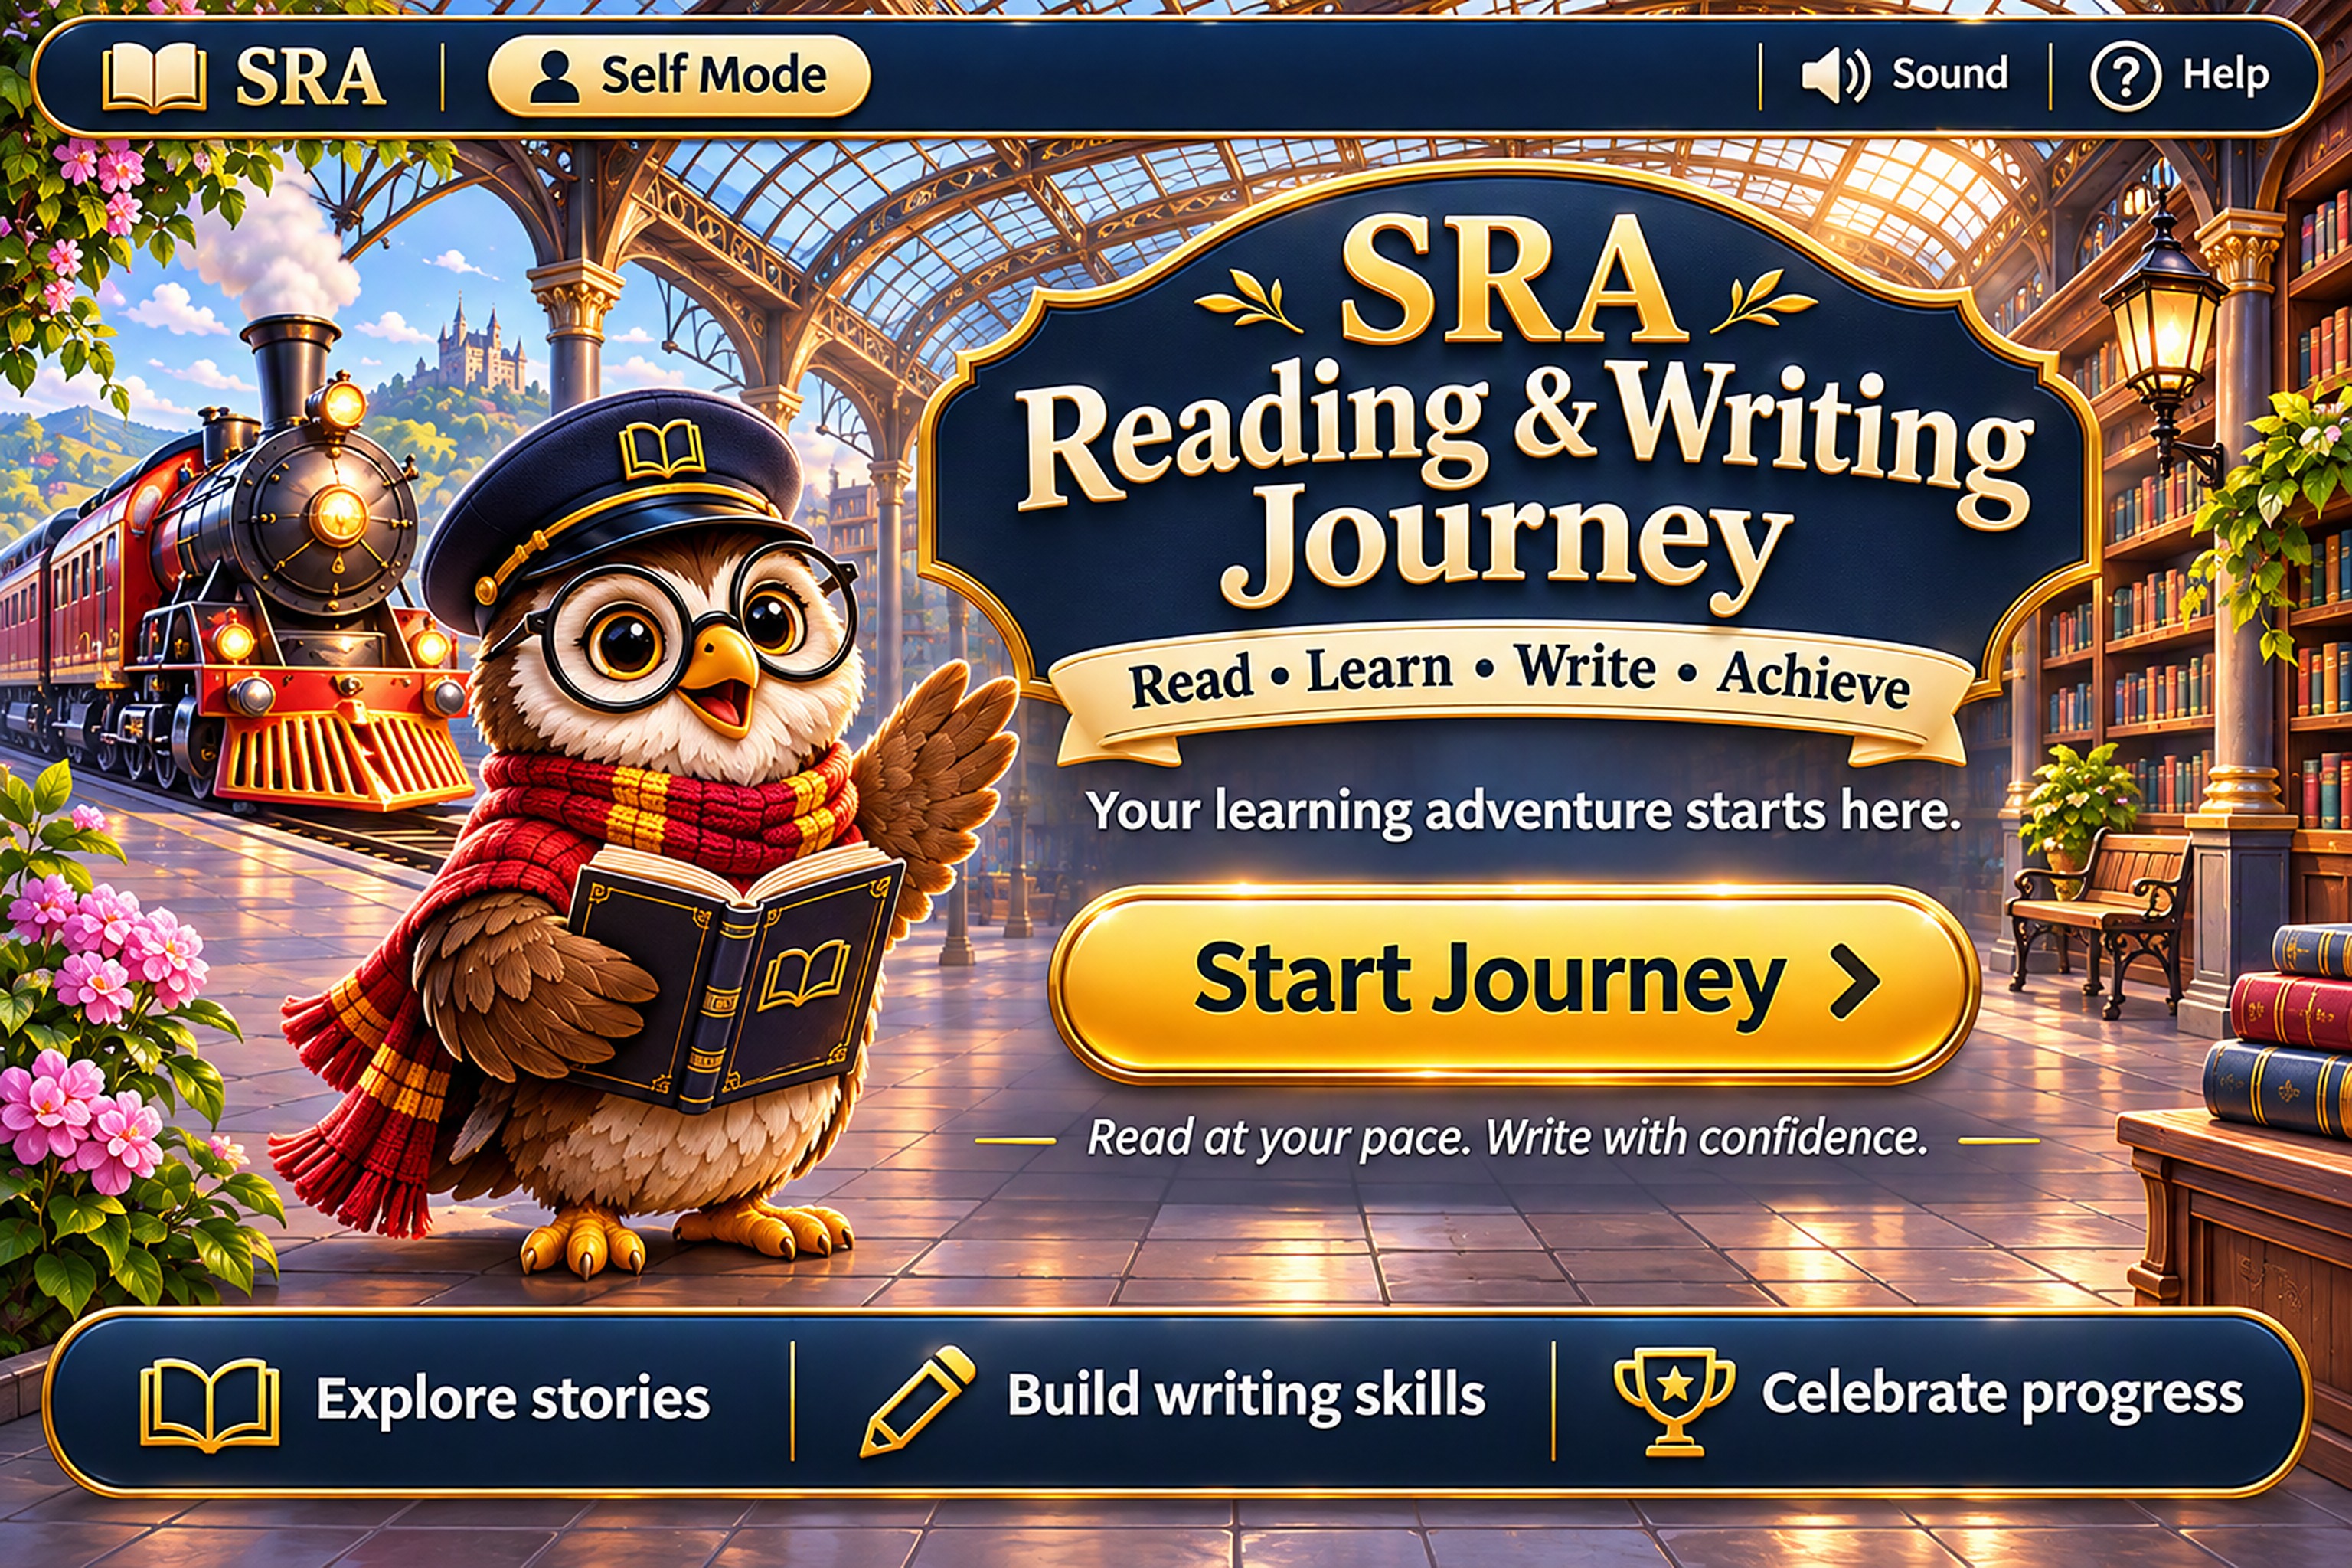 SRA
Self Mode
Sound
Help
SRA
Reading & Writing
Journey
Read • Learn • Write • Achieve
Your learning adventure starts here.
Start Journey
Read at your pace. Write with confidence.
Explore stories
Build writing skills
Celebrate progress